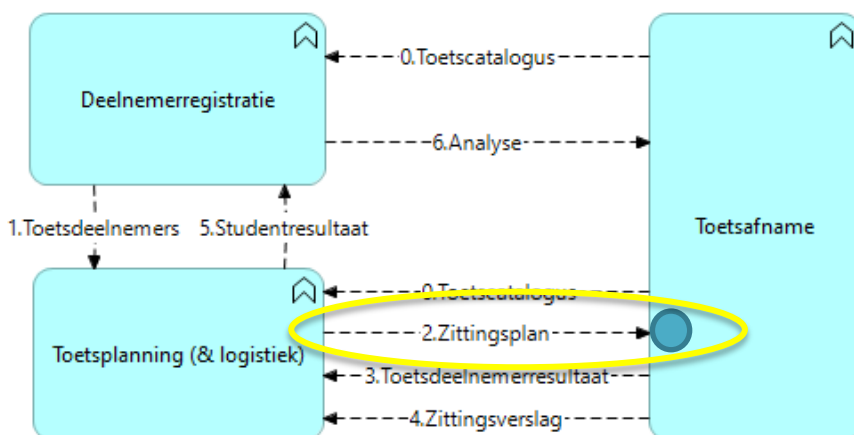 0.Toetscatalogus
Deelnemerregistratie
6.Analyse
1.Toetsdeelnemers
5.Studentresultaat
Toetsafname
0.Toetscatalogus
2.Zittingsplan
Toetsplanning (& logistiek)
3.Toetsdeelnemerresultaat
4.Zittingsverslag